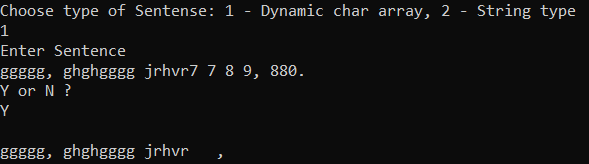 Choose type of Sentense: 1 - Dynamic char array, 2 - String type
1
Enter Sentence
ggggg, ghghgggg jrhvr7 7 8 9, 880.
Y or N ?
Y
ggggg, ghghgggg jrhvr   ,